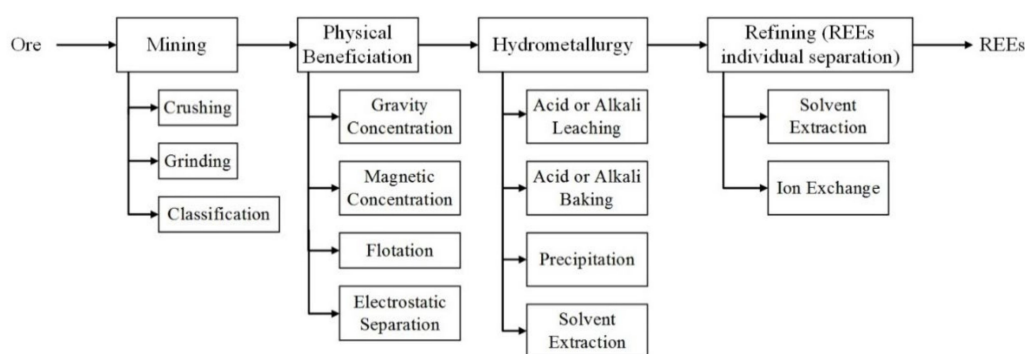 Ore
Mining
Physical
Beneficiation
Hydrometallurgy
Refining (REEs
individual separation)
REEs
Crushing
Grinding
Classification
Gravity
Concentration
Magnetic
Concentration
Flotation
Electrostatic
Separation
Acid or Alkali
Leaching
Acid or Alkali
Baking
Precipitation
Solvent
Extraction
Solvent
Extraction
Ion Exchange